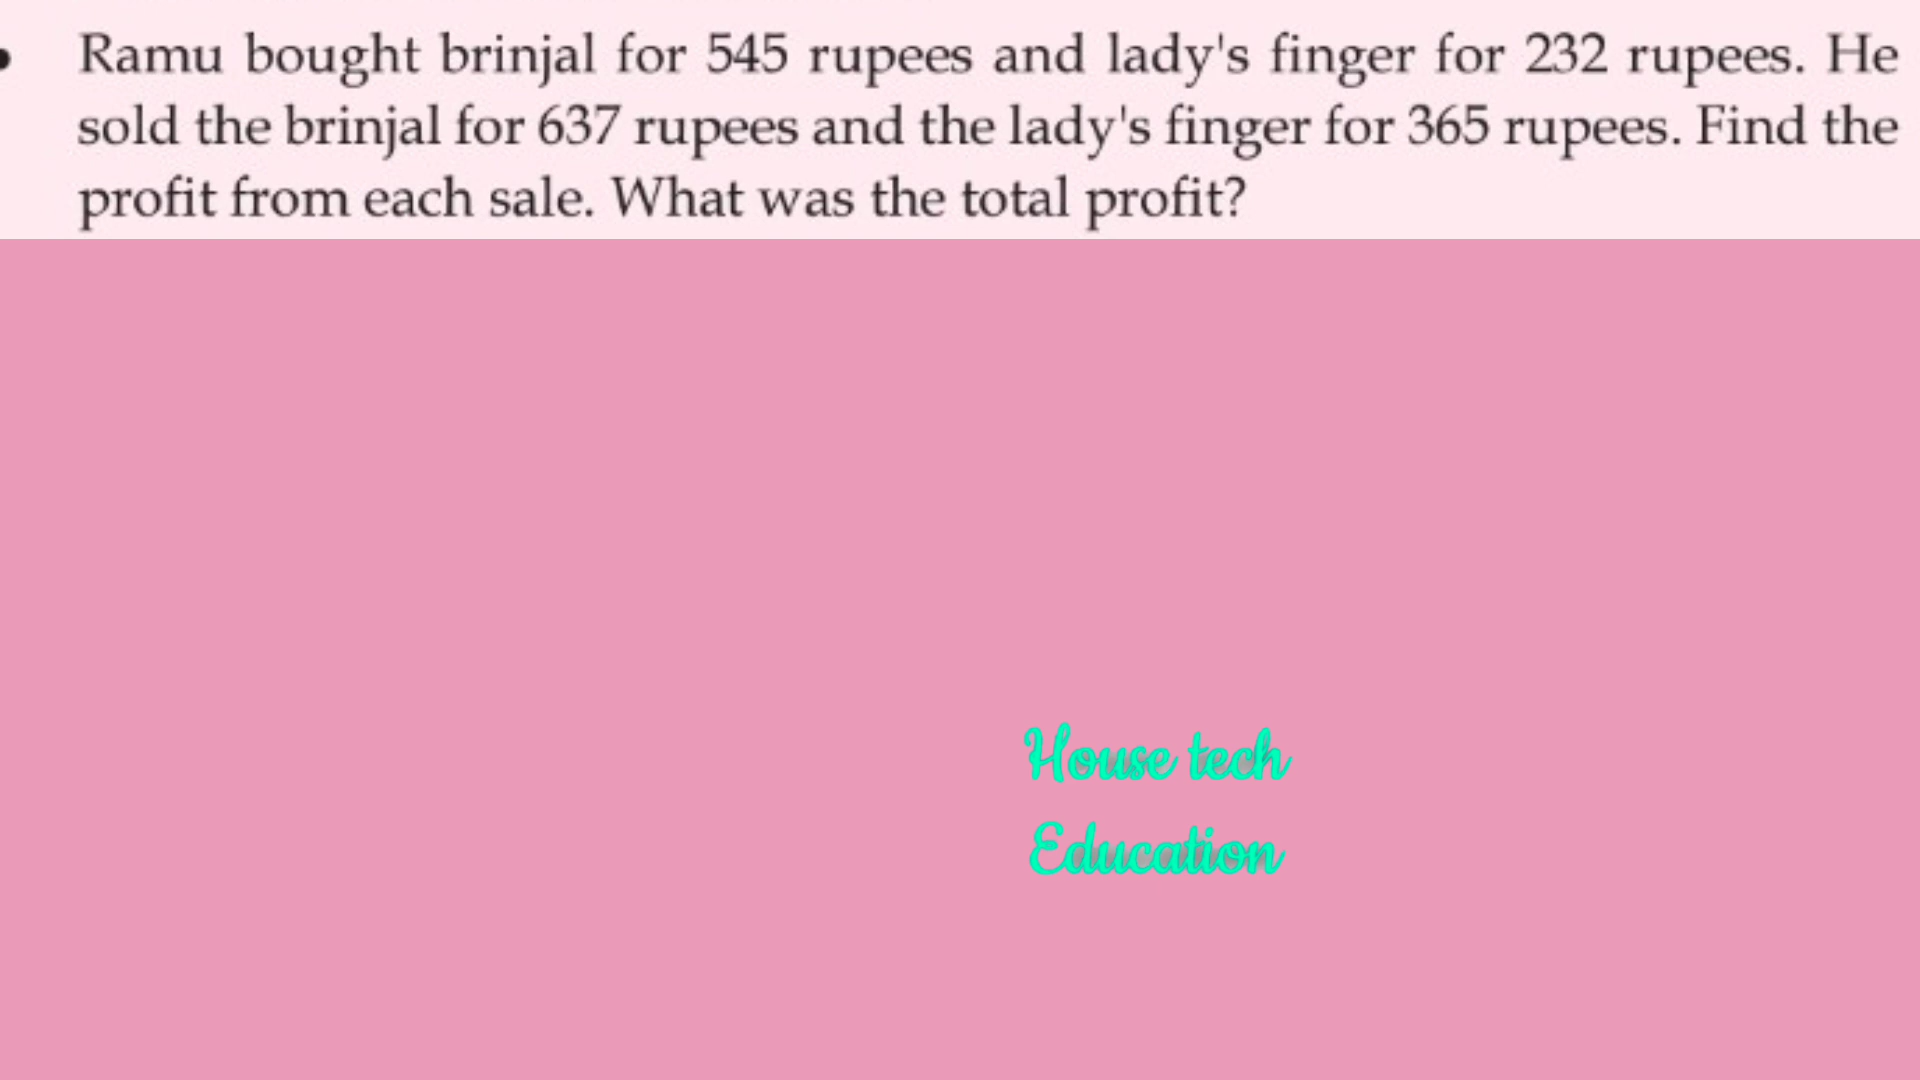 Ramu bought brinjal for 545 rupees and lady's finger for 232 rupees. He
sold the brinjal for 637 rupees and the lady's finger for 365 rupees. Find the
profit from each sale. What was the total profit?
House tech
Education